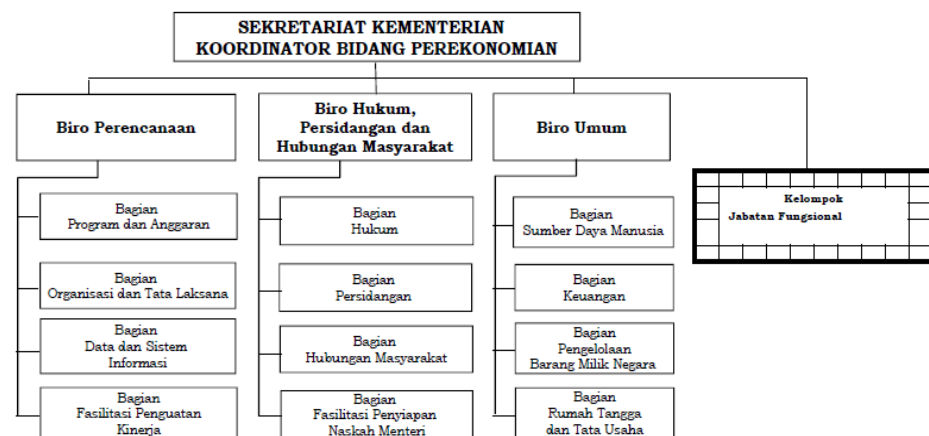 SEKRETARIAT KEMENTERIAN
KOORDINATOR BIDANG PEREKONOMIAN
Biro Perencanaan
Bagian
Program dan Anggaran
Bagian
Organisasi dan Tata Laksana
Bagian
Data dan Sistem
Informasi
Bagian
Fasilitasi Penguatan
Kinerja
Biro Hukum,
Persidangan dan
Hubungan Masyarakat
Bagian
Hukum
Bagian
Persidangan
Bagian
Hubungan Masyarakat
Bagian
Fasilitasi Penyiapan
Naskah Menteri
Biro Umum
Bagian
Sumber Daya Manusia
Bagian
Keuangan
Bagian
Pengelolaan
Barang Milik Negara
Bagian
Rumah Tangga
dan Tata Usaha
Kelompok
Jabatan Fungsional